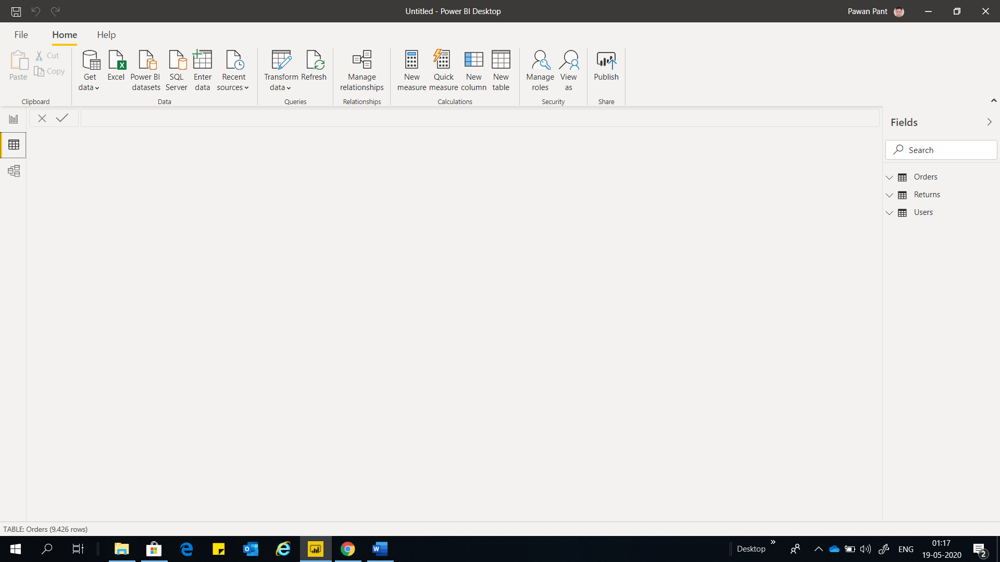 Untitled - Power BI Desktop
Pawan Pant
File Home Help
Paste
Cut
Copy
Clipboard
Get data
Excel
Power BI datasets
SQL Server
Enter data
Recent sources
Data
Transform data
Refresh
Queries
Manage relationships
Relationships
New measure
Quick measure
New column
New table
Calculations
Manage roles
View as
Security
Publish
Share
Fields
Search
Orders
Returns
Users
TABLE: Orders (9,426 rows)
Desktop
ENG
01:17
19-05-2020
2